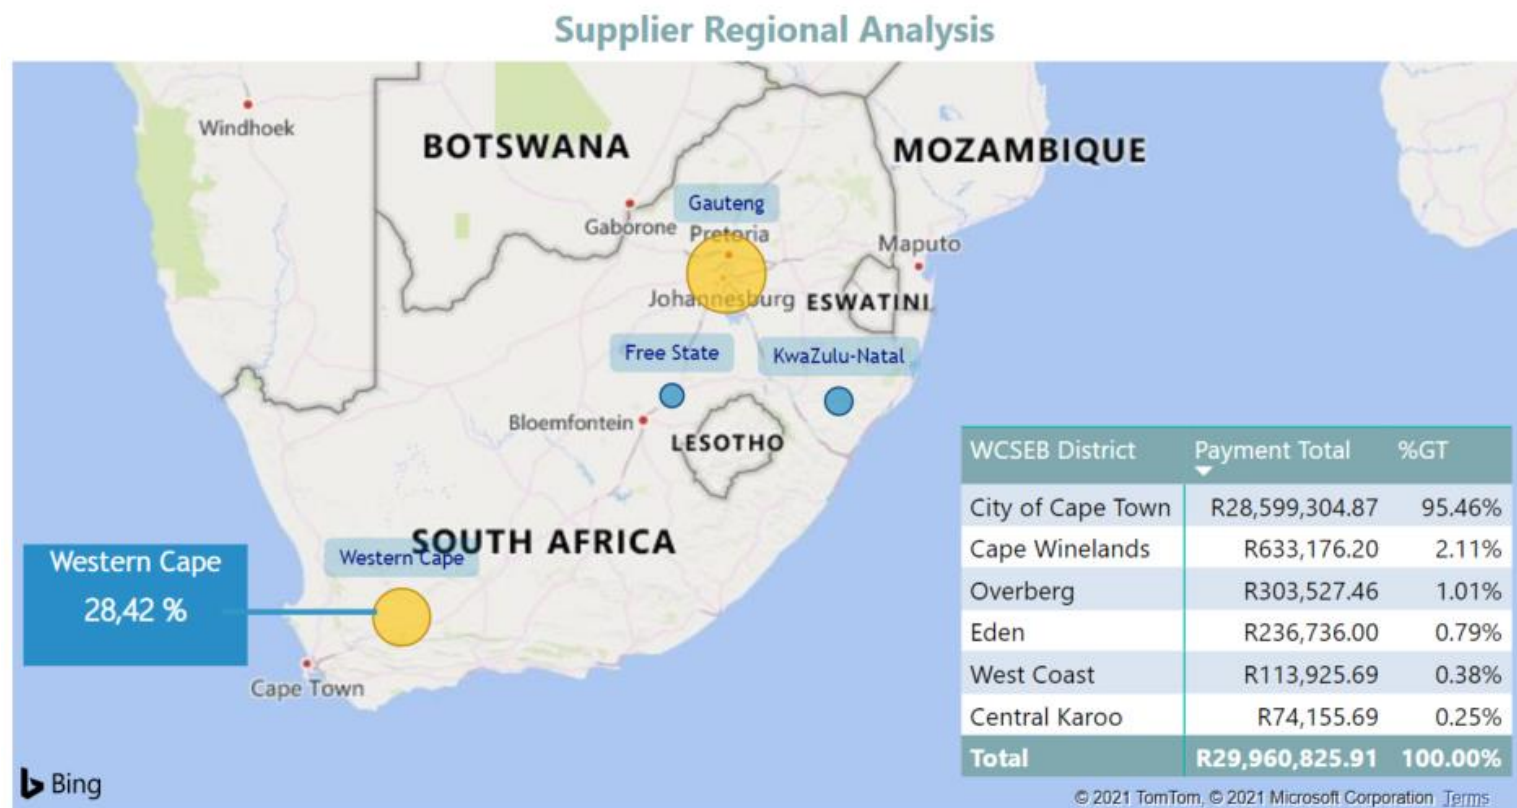 Supplier Regional Analysis
Windhoek
BOTSWANA
MOZAMBIQUE
Gauteng
Gaborone
Pretoria
Maputo
Johannesburg
ESWATINI
Free State
KwaZulu-Natal
Bloemfontein
LESOTHO
SOUTH AFRICA
Western Cape
Western Cape
28,42 %
Cape Town
WCSEB District Payment Total %GT
City of Cape Town R28,599,304.87 95.46%
Cape Winelands R633,176.20 2.11%
Overberg R303,527.46 1.01%
Eden R236,736.00 0.79%
West Coast R113,925.69 0.38%
Central Karoo R74,155.69 0.25%
Total R29,960,825.91 100.00%
Bing
© 2021 TomTom, © 2021 Microsoft Corporation Terms